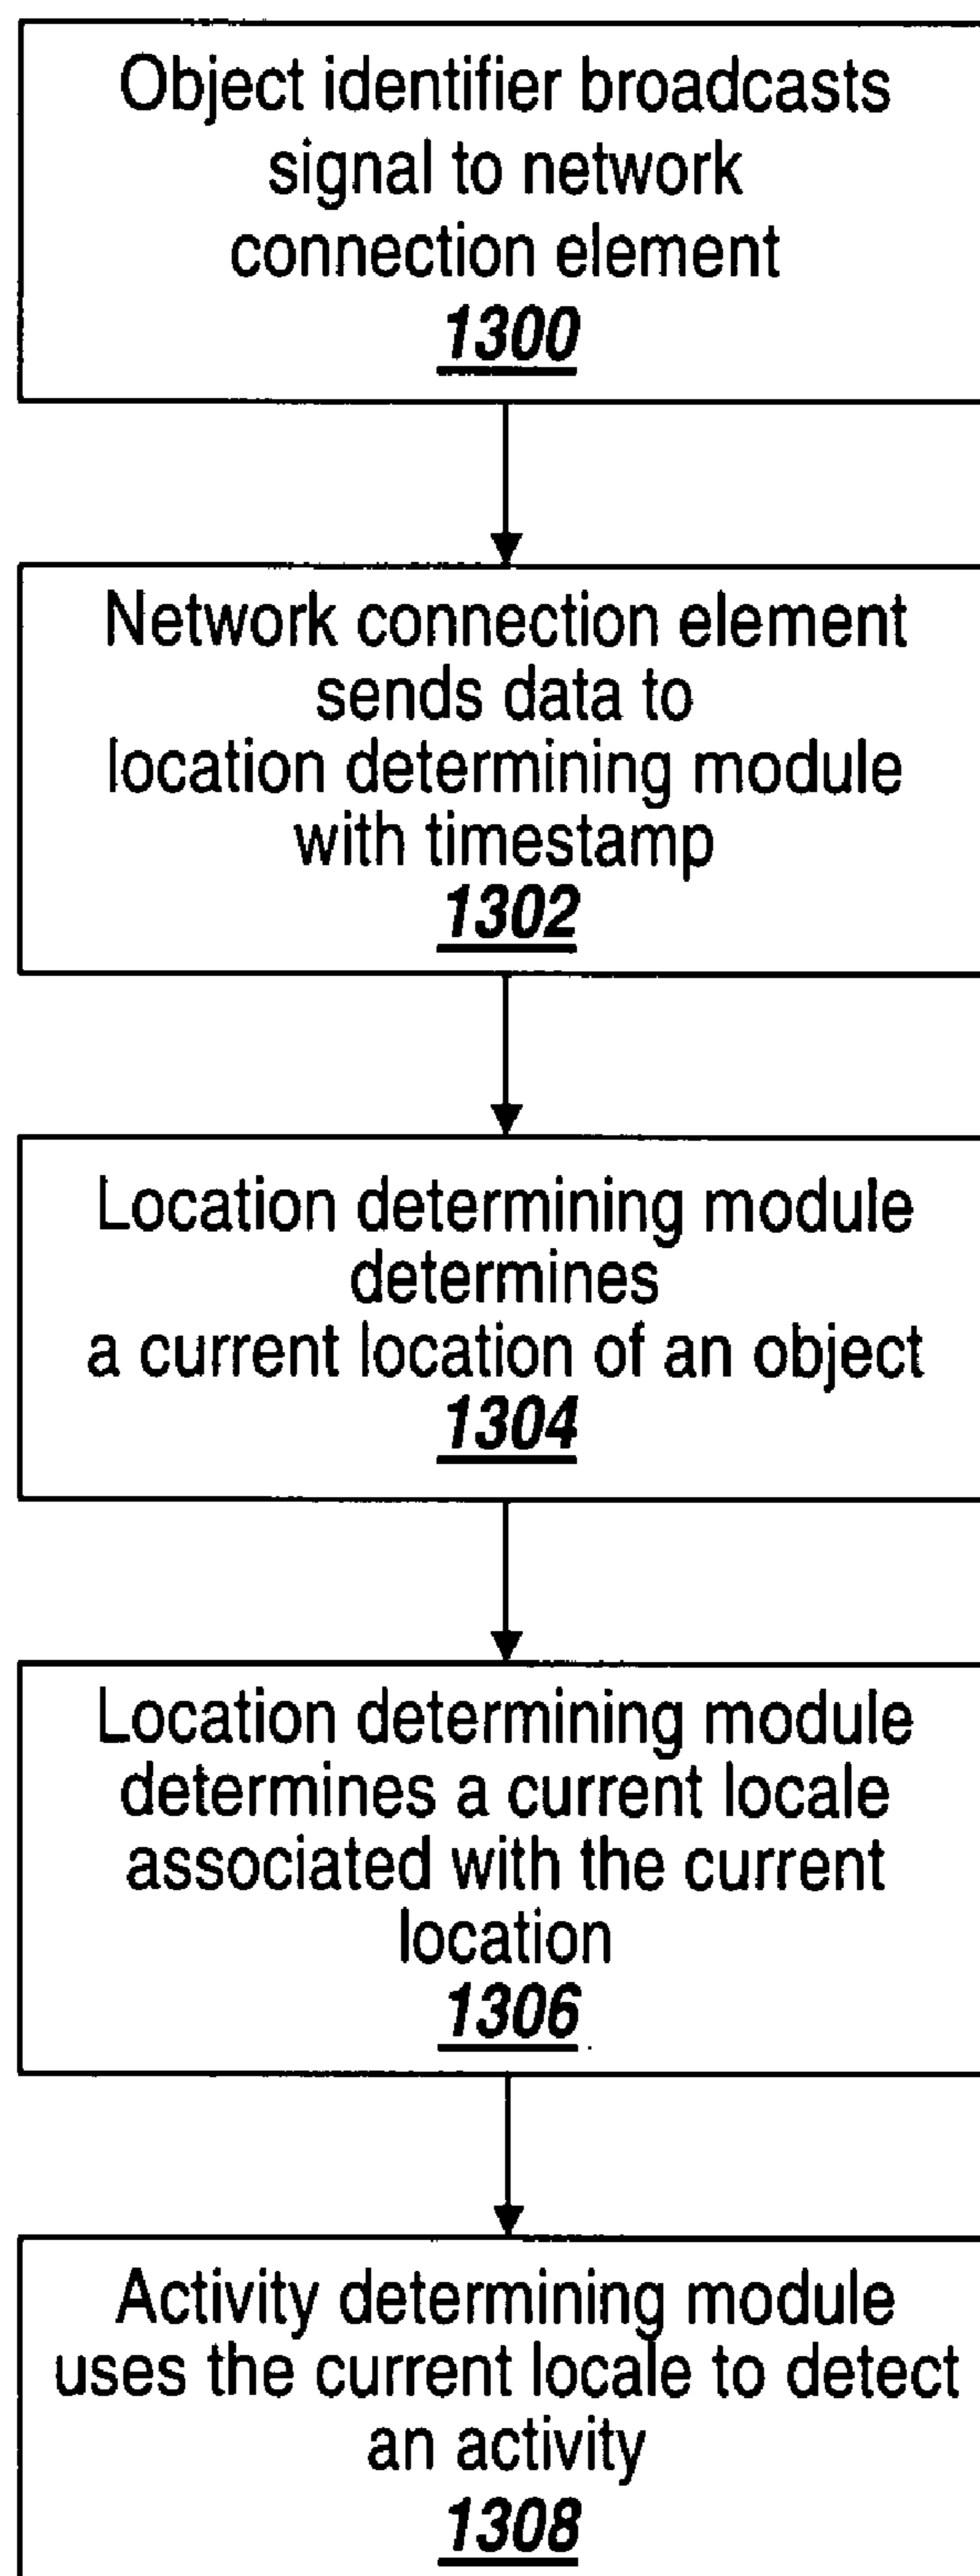 Object identifier broadcasts
signal to network
connection element
1300
Network connection element
sends data to
location determining module
with timestamp
1302
Location determining module
determines
a current location of an object
1304
Location determining module
determines a current locale
associated with the current
location
1306
Activity determining module
uses the current locale to detect
an activity
1308